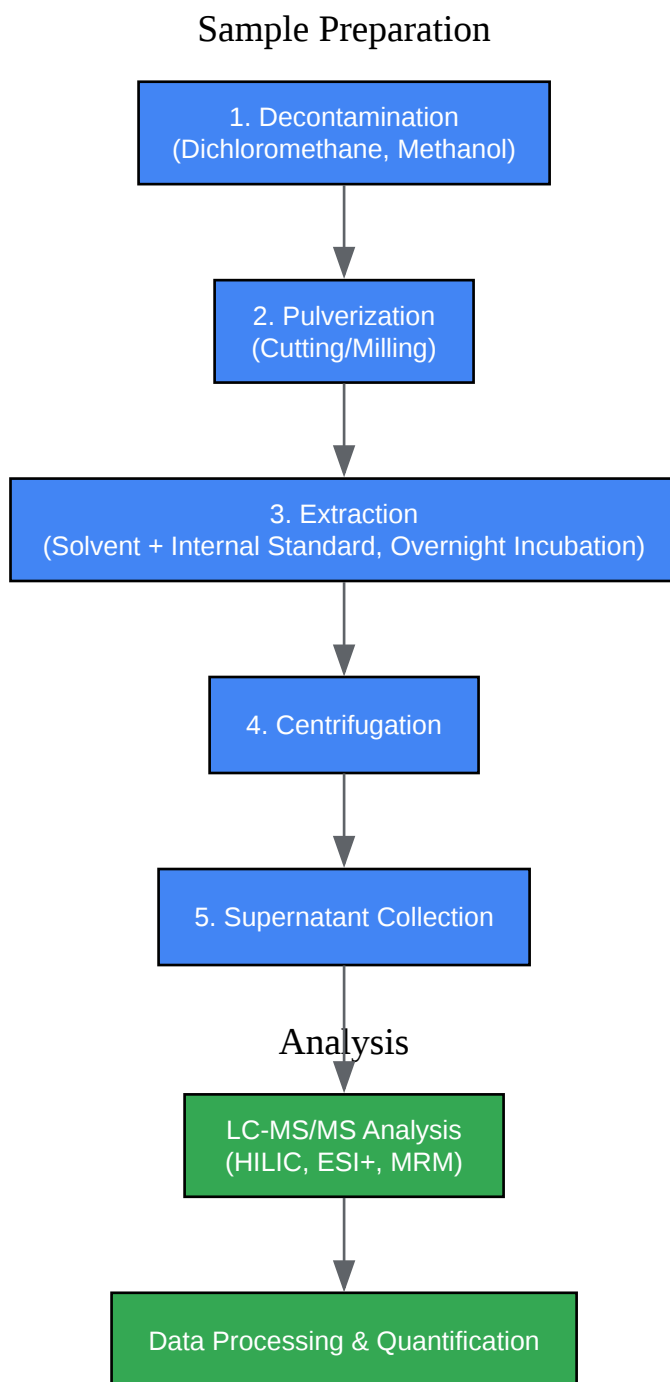 Sample Preparation
1. Decontamination
(Dichloromethane, Methanol)
2. Pulverization
(Cutting/Milling)
3. Extraction
(Solvent + Internal Standard, Overnight Incubation)
4. Centrifugation
5. Supernatant Collection
Analysis
LC-MS/MS Analysis
(HILIC, ESI+, MRM)
Data Processing & Quantification